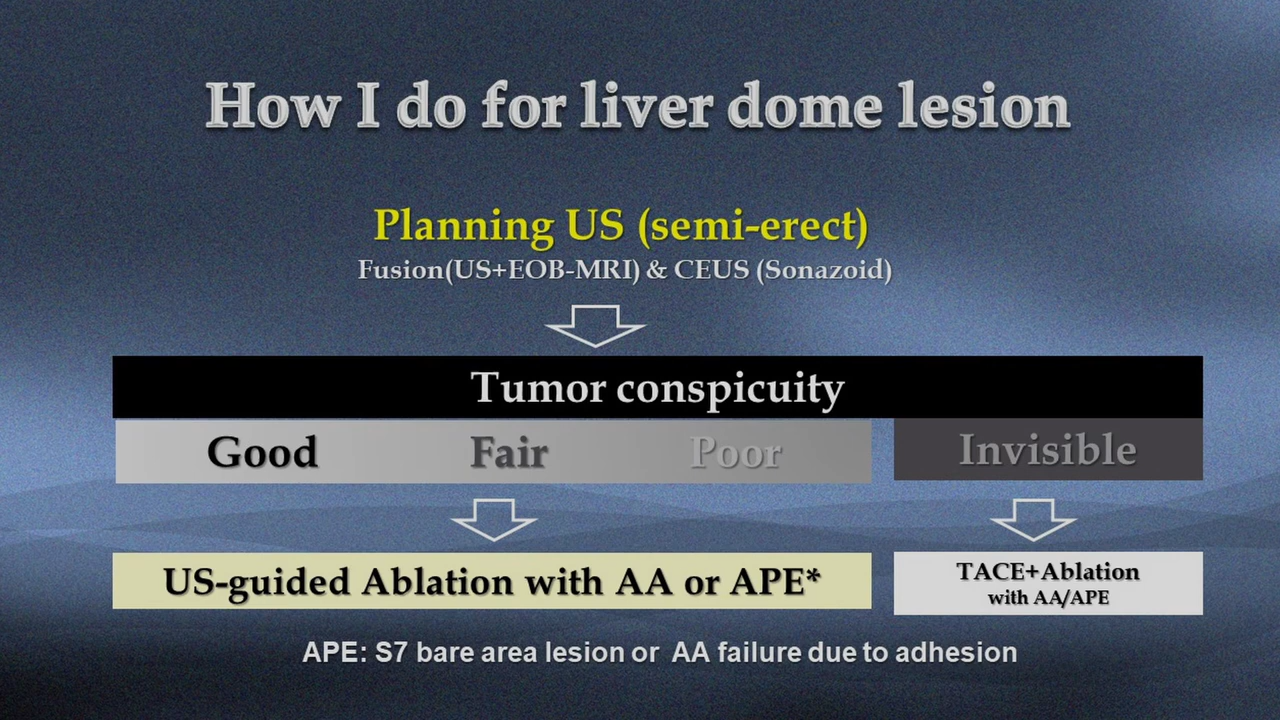 How I do for liver dome lesion
Planning US (semi-erect)
Fusion(US+EOB-MRI) & CEUS (Sonazoid)
Tumor conspicuity
Good Fair Poor Invisible
US-guided Ablation with AA or APE*
TACE+Ablation
with AA/APE
APE: S7 bare area lesion or AA failure due to adhesion